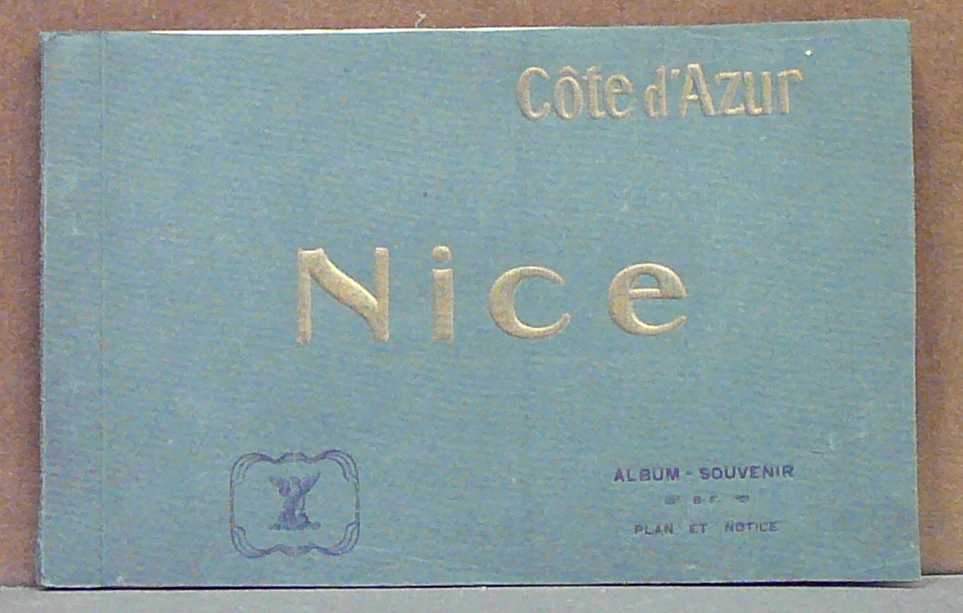 Côte d'Azur
Nice
ALBUM - SOUVENIR
B. F.
PLAN ET NOTICE